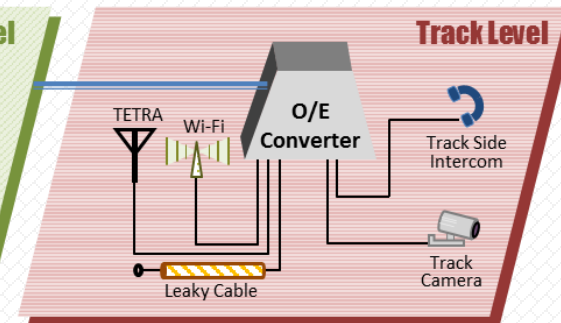 el
Track Level
TETRA
Wi-Fi
O/E
Converter
Track Side
Intercom
Track
Camera
Leaky Cable